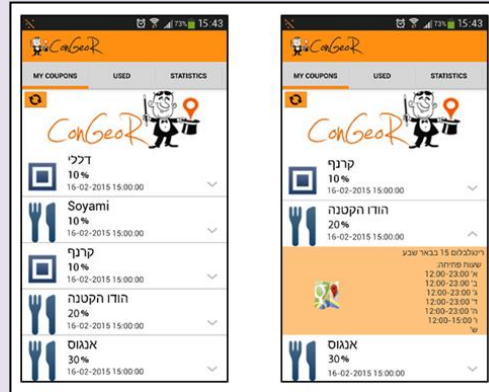 73% 15:43
ConGeoR
MY COUPONS USED STATISTICS
ConGeoR
דללי
10%
16-02-2015 15:00:00
Soyami
10%
16-02-2015 15:00:00
קרנף
10%
16-02-2015 15:00:00
הודו הקטנה
20%
16-02-2015 15:00:00
אנגוס
30%
16-02-2015 15:00:00
73% 15:43
ConGeoR
MY COUPONS USED STATISTICS
ConGeoR
קרנף
10%
16-02-2015 15:00:00
הודו הקטנה
20%
16-02-2015 15:00:00
רינגלבלום 15 בבאר שבע
שעות פתיחה:
א' 12:00-23:00
ב' 12:00-23:00
ג' 12:00-23:00
ד' 12:00-23:00
ה' 12:00-23:00
ו' 12:00-15:00
ש'
אנגוס
30%
16-02-2015 15:00:00